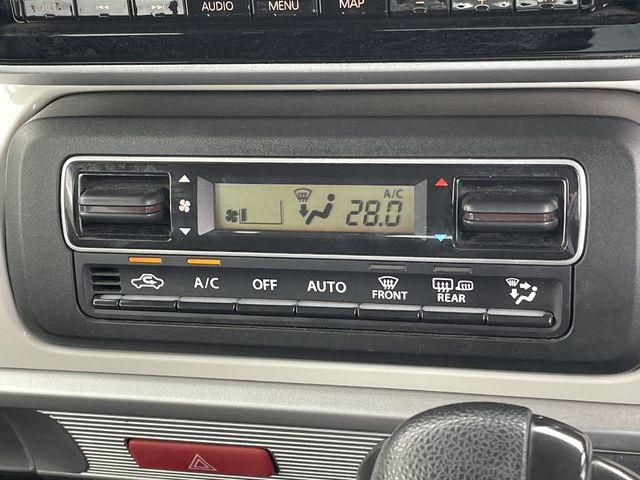 AUDIO MENU MAP
A/C
28.0
A/C OFF AUTO FRONT REAR